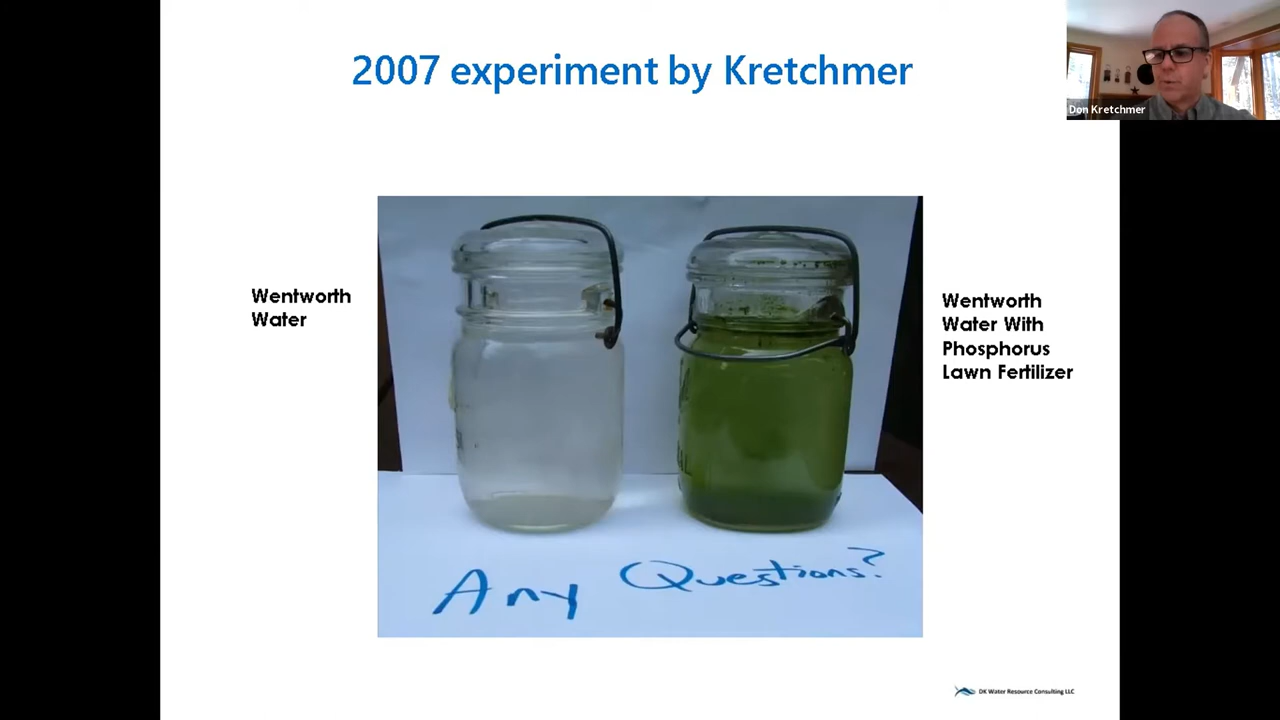 2007 experiment by Kretchmer
Don Kretchmer
Wentworth
Water
Wentworth
Water With
Phosphorus
Lawn Fertilizer
Any Questions?
DK Water Resource Consulting LLC